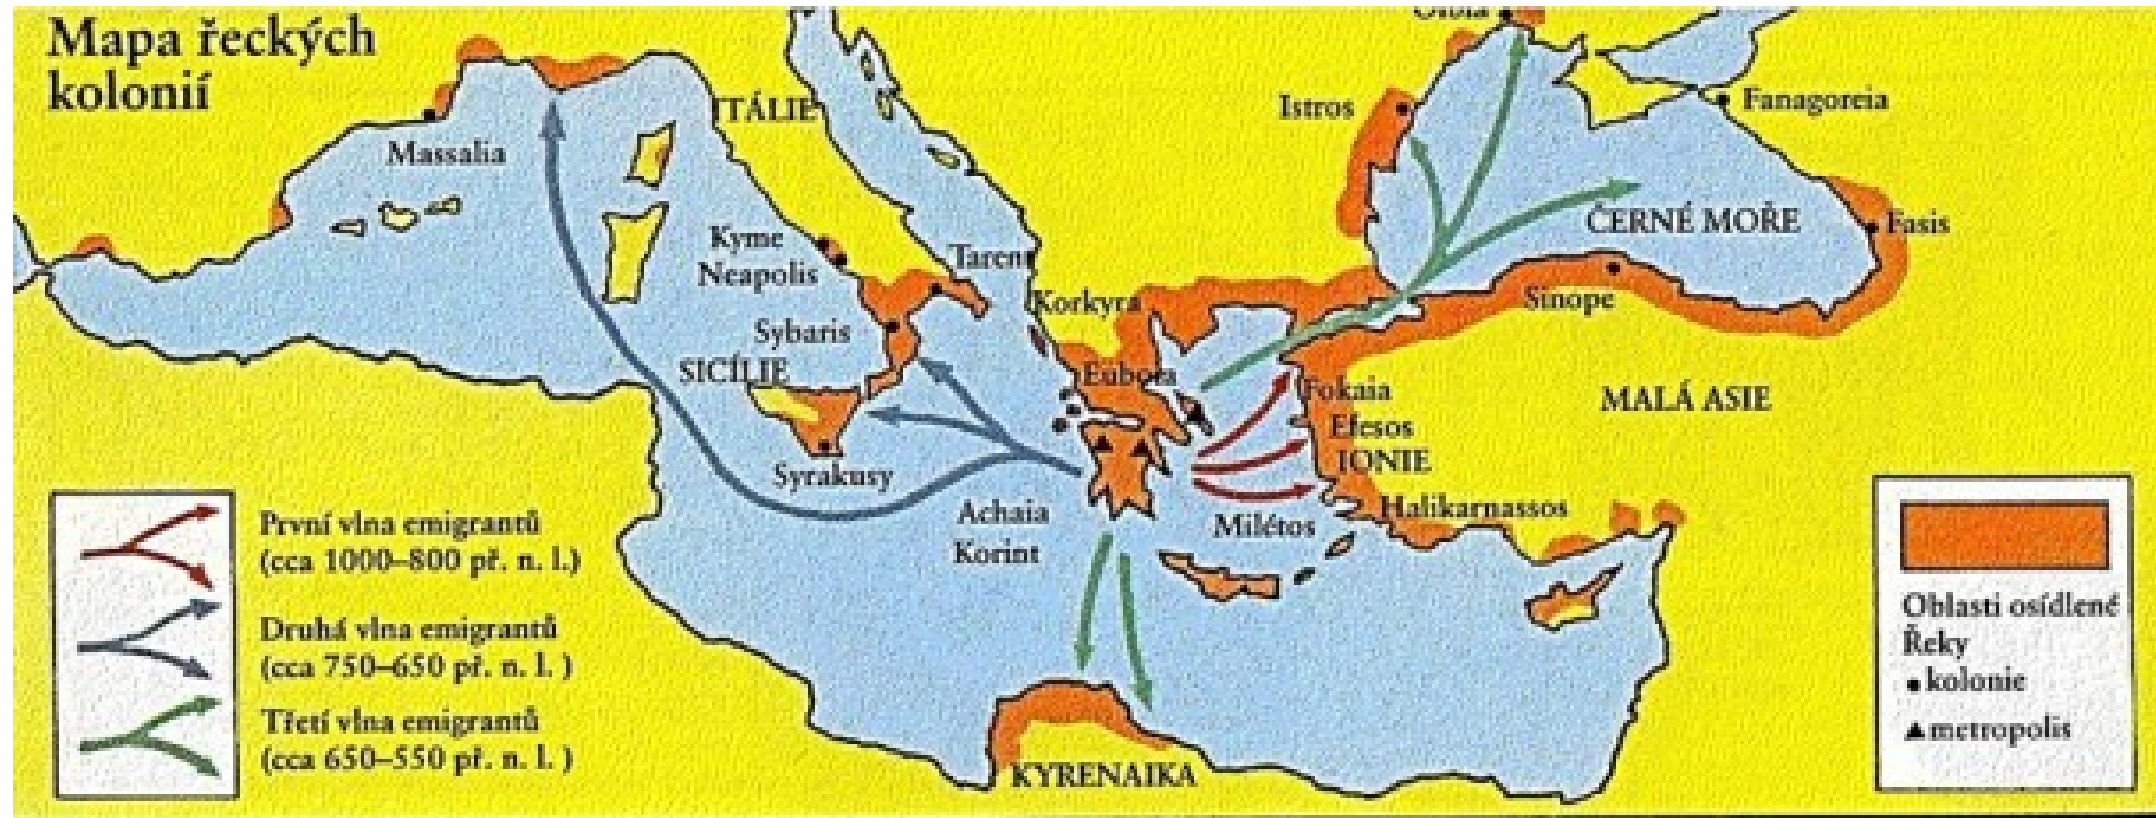 Mapa řeckých
kolonií
Olbia
ITÁLIE
Istros
Fanagoreia
Massalia
ČERNÉ MOŘE
Fasis
Kyme
Neapolis
Tarent
Korkyra
Sinope
Sybaris
SICÍLIE
Euboia
Fokaia
MALÁ ASIE
Efesos
IONIE
Syrakusy
Halikarnassos
Achaia
Korint
Milétos
KYRENAIKA
První vlna emigrantů
(cca 1000–800 př. n. l.)
Druhá vlna emigrantů
(cca 750–650 př. n. l. )
Třetí vlna emigrantů
(cca 650–550 př. n. l. )
Oblasti osídlené
Řeky
kolonie
metropolis